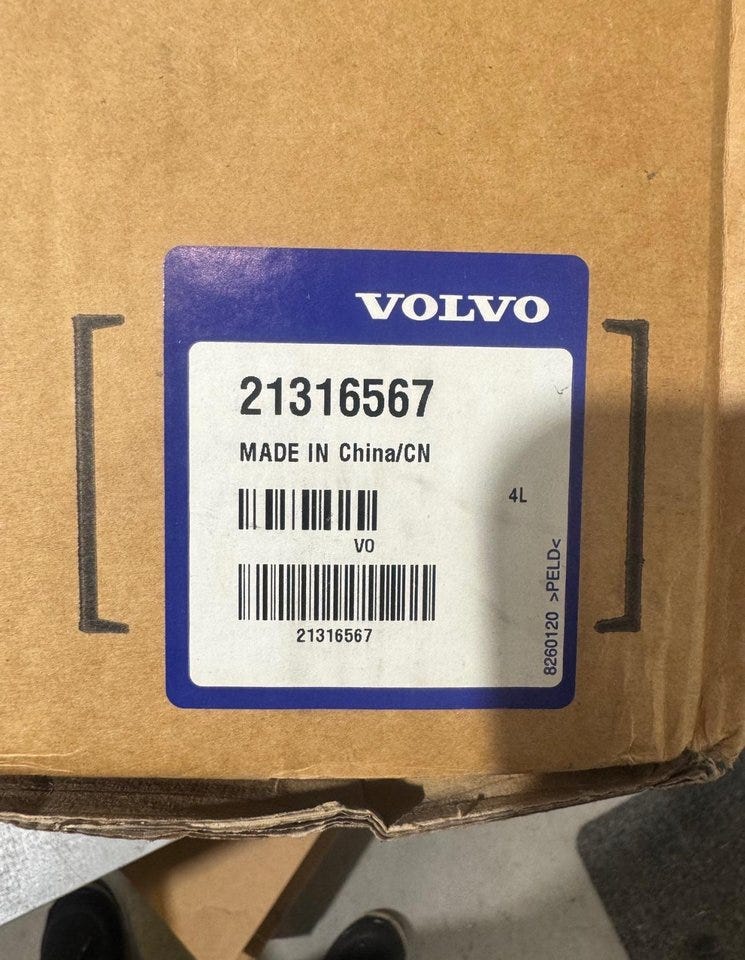 VOLVO
21316567
MADE IN China/CN
4L
VO
21316567
8260120 >PELD<